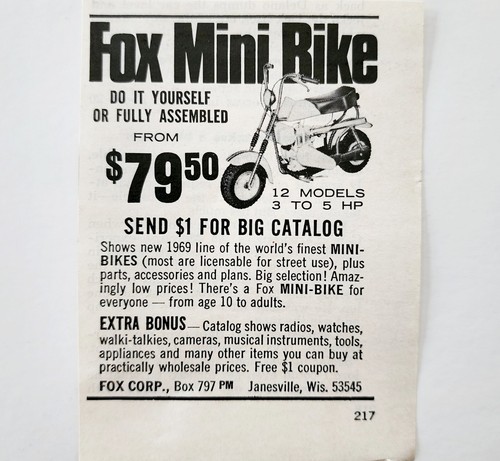 Fox Mini Bike
DO IT YOURSELF
OR FULLY ASSEMBLED
FROM
$7950
12 MODELS
3 TO 5 HP
SEND $1 FOR BIG CATALOG
Shows new 1969 line of the world's finest MINI-
BIKES (most are licensable for street use), plus
parts, accessories and plans. Big selection! Amaz-
ingly low prices! There's a Fox MINI-BIKE for
everyone — from age 10 to adults.
EXTRA BONUS — Catalog shows radios, watches,
walki-talkies, cameras, musical instruments, tools,
appliances and many other items you can buy at
practically wholesale prices. Free $1 coupon.
FOX CORP., Box 797 PM Janesville, Wis. 53545
217